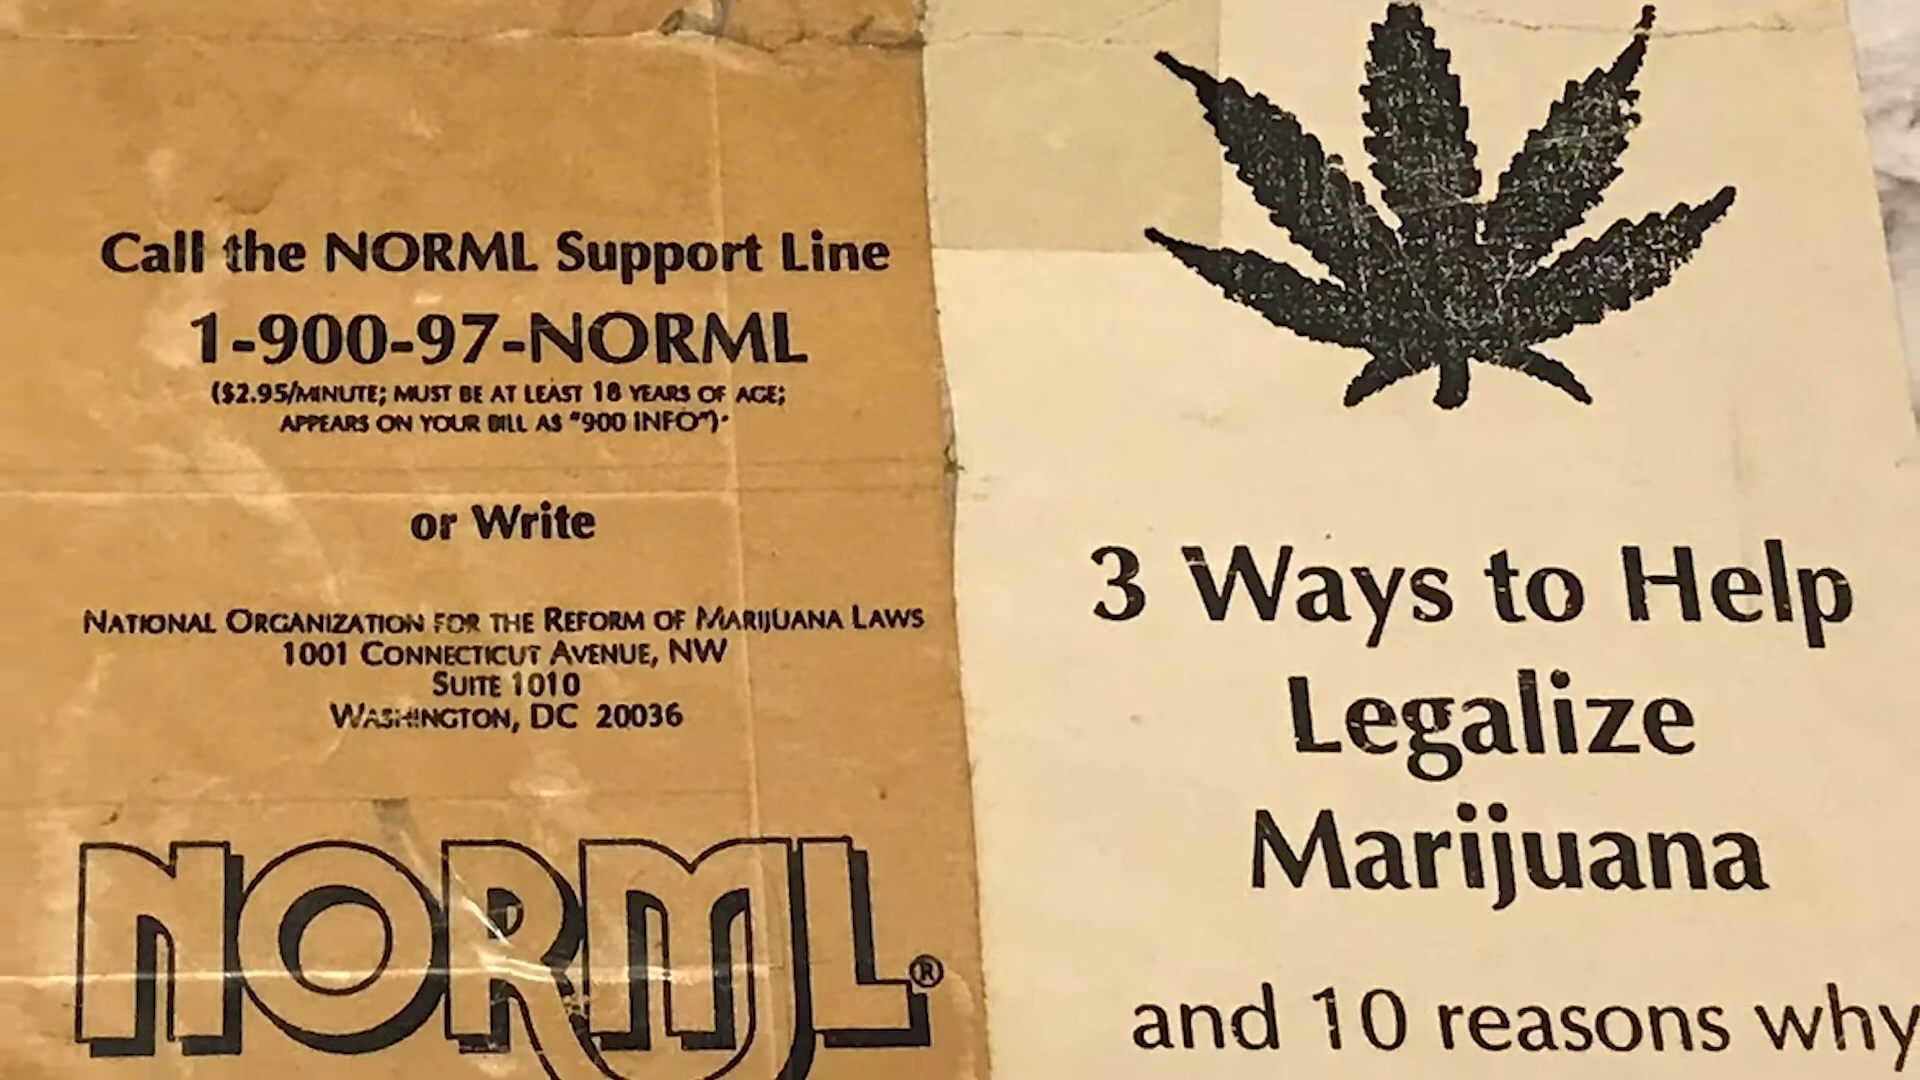 Call the NORML Support Line
1-900-97-NORML
($2.95/MINUTE; MUST BE AT LEAST 18 YEARS OF AGE;
APPEARS ON YOUR BILL AS "900 INFO")·
or Write
NATIONAL ORGANIZATION FOR THE REFORM OF MARIJUANA LAWS
1001 CONNECTICUT AVENUE, NW
SUITE 1010
WASHINGTON, DC 20036
NORML®
3 Ways to Help
Legalize
Marijuana
and 10 reasons why